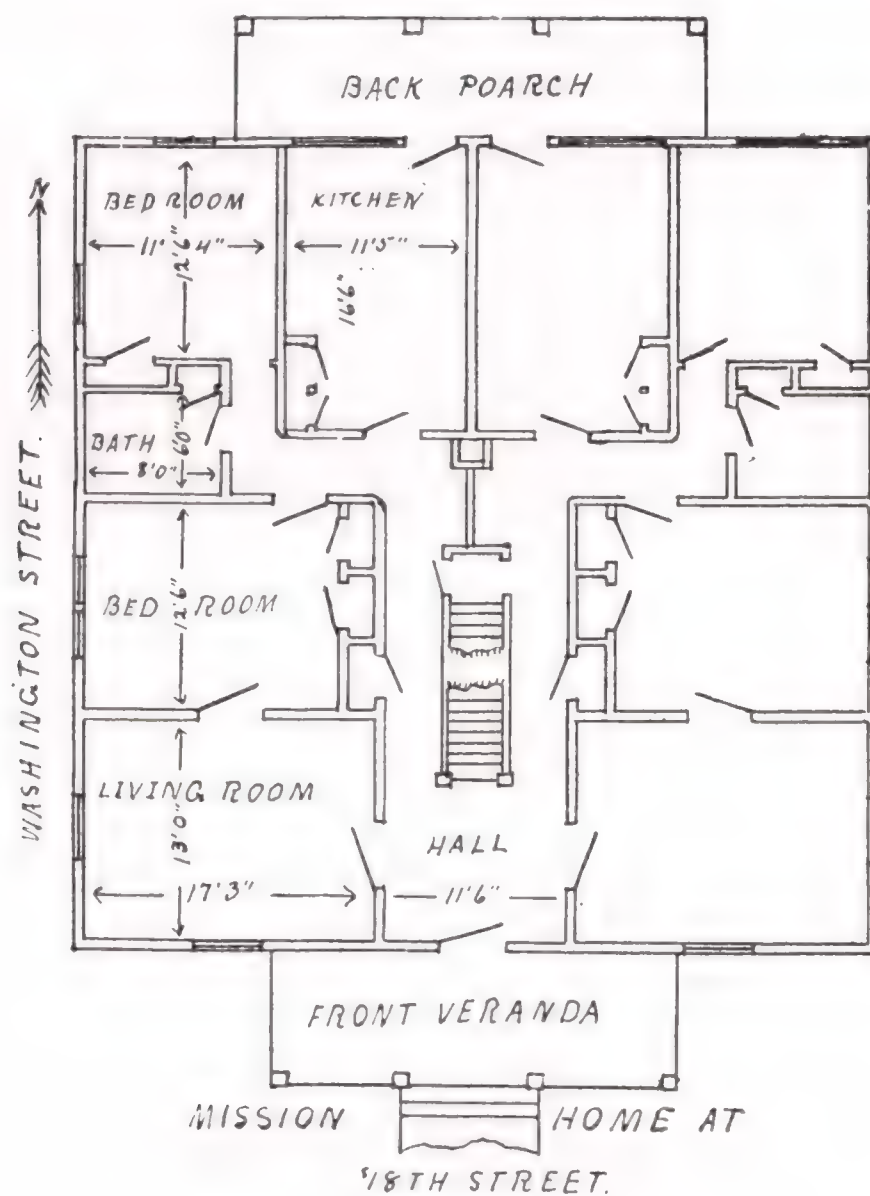 BACK POARCH
N
BED ROOM
11'4"
12'6"
KITCHEN
11'5"
16'6"
BATH
6'0"
8'0"
WASHINGTON STREET.
BED ROOM
12'6"
LIVING ROOM
13'0"
17'3"
HALL
11'6"
FRONT VERANDA
MISSION HOME AT
18TH STREET.